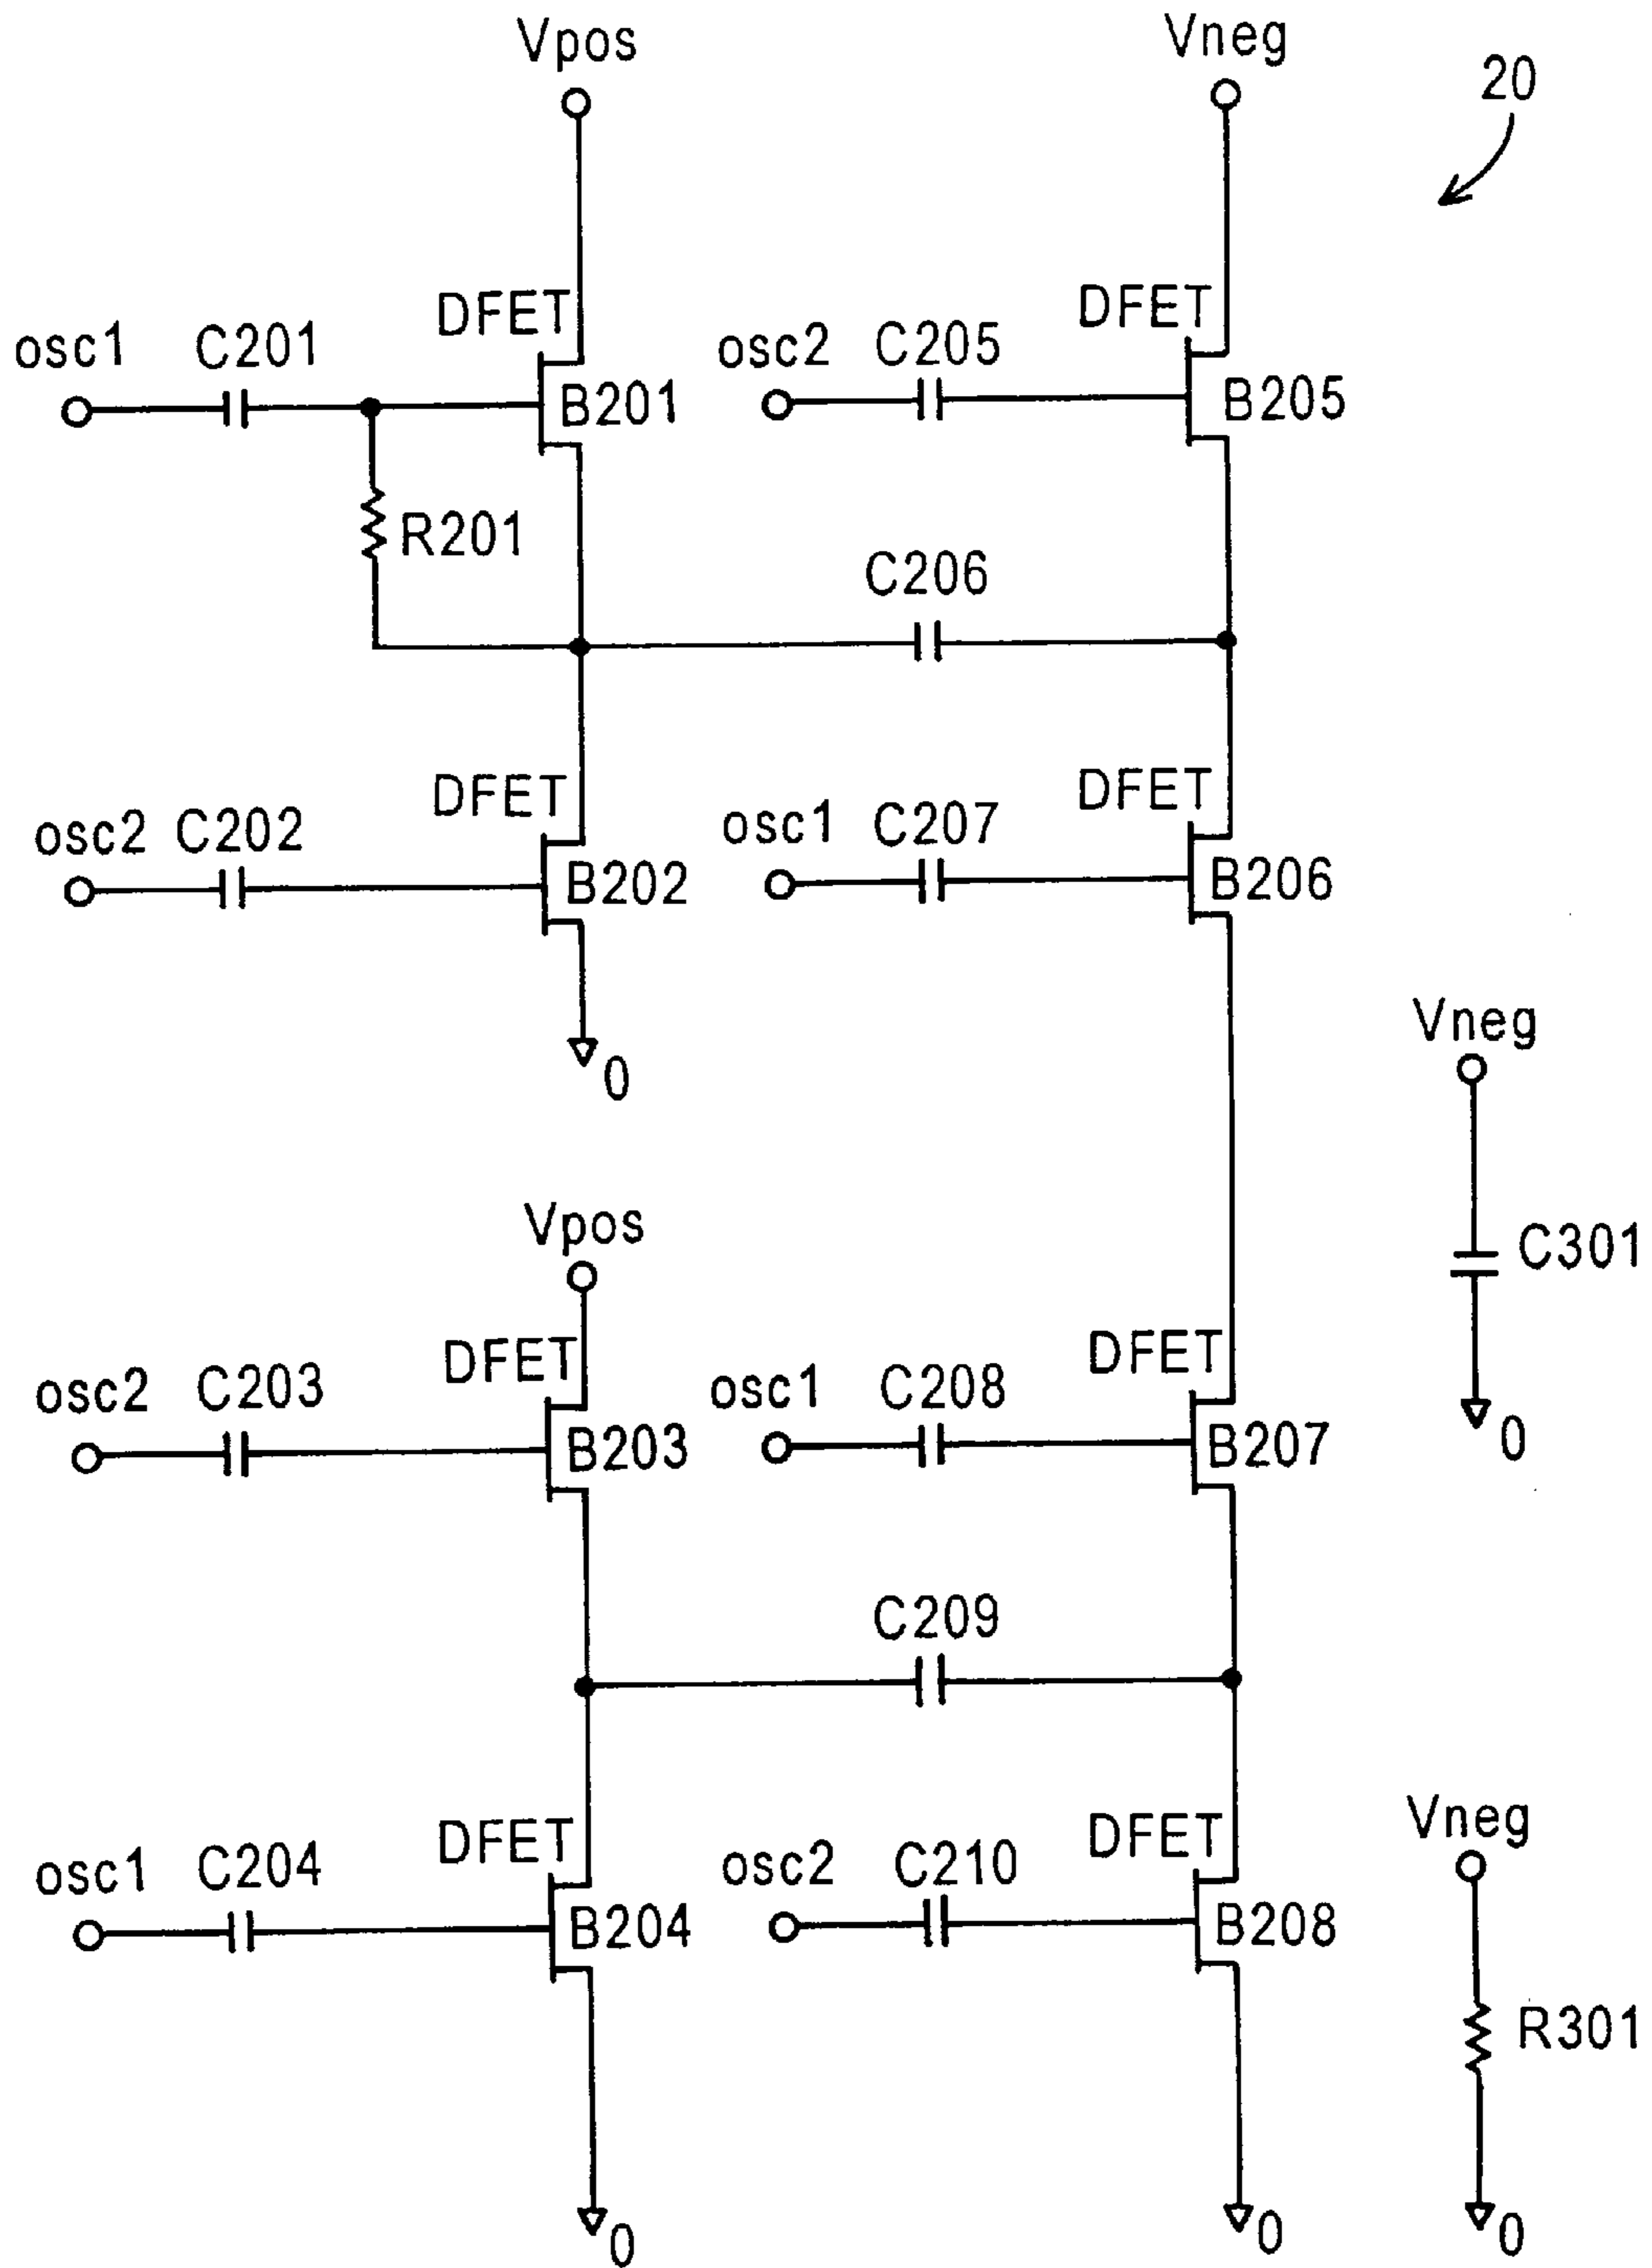 Vpos
Vneg
20
DFET
DFET
osc1
C201
B201
osc2
C205
B205
R201
C206
DFET
DFET
osc2
C202
B202
osc1
C207
B206
0
Vneg
C301
0
Vpos
DFET
DFET
osc2
C203
B203
osc1
C208
B207
C209
DFET
DFET
osc1
C204
B204
osc2
C210
B208
Vneg
R301
0
0
0